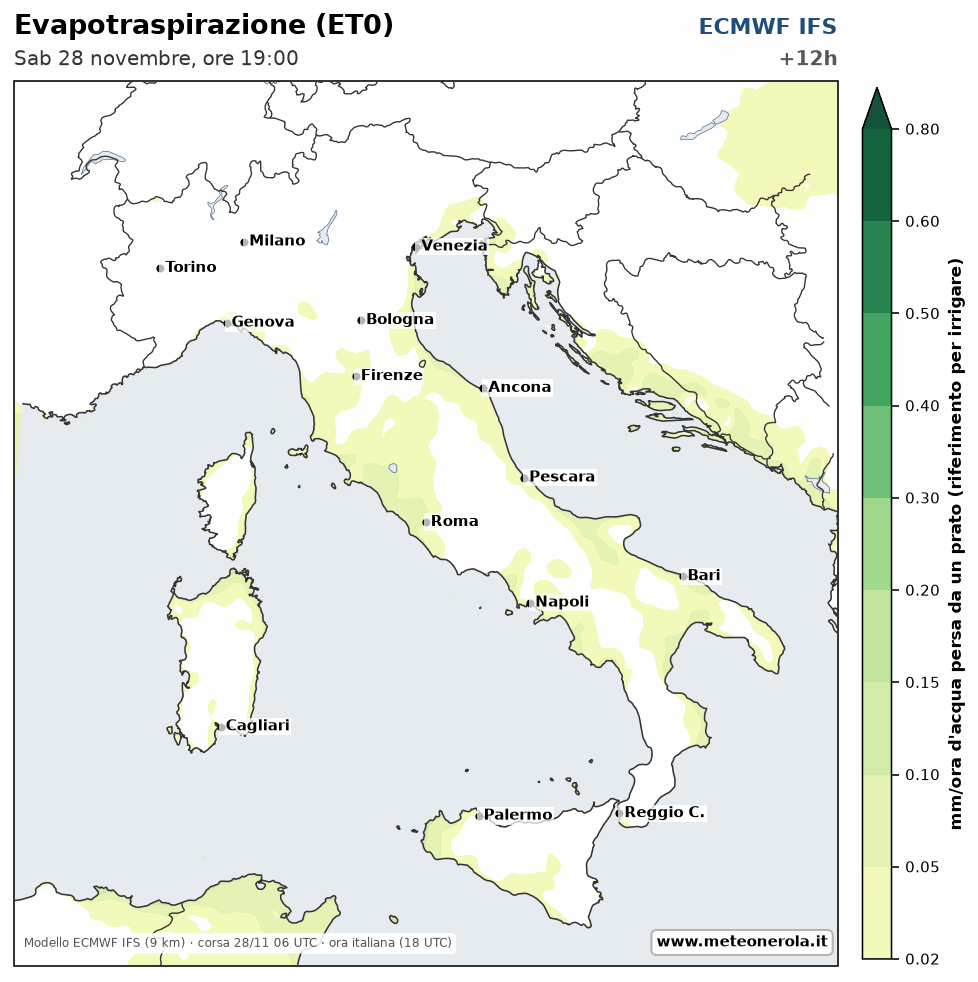 Evapotraspirazione (ET0)
ECMWF IFS
Sab 28 novembre, ore 19:00
+12h
Milano
Venezia
Torino
Genova
Bologna
Firenze
Ancona
Pescara
Roma
Bari
Napoli
Cagliari
Palermo
Reggio C.
0.80
0.60
0.50
0.40
0.30
0.20
0.15
0.10
0.05
0.02
mm/ora d'acqua persa da un prato (riferimento per irrigare)
Modello ECMWF IFS (9 km) · corsa 28/11 06 UTC · ora italiana (18 UTC)
www.meteonerola.it